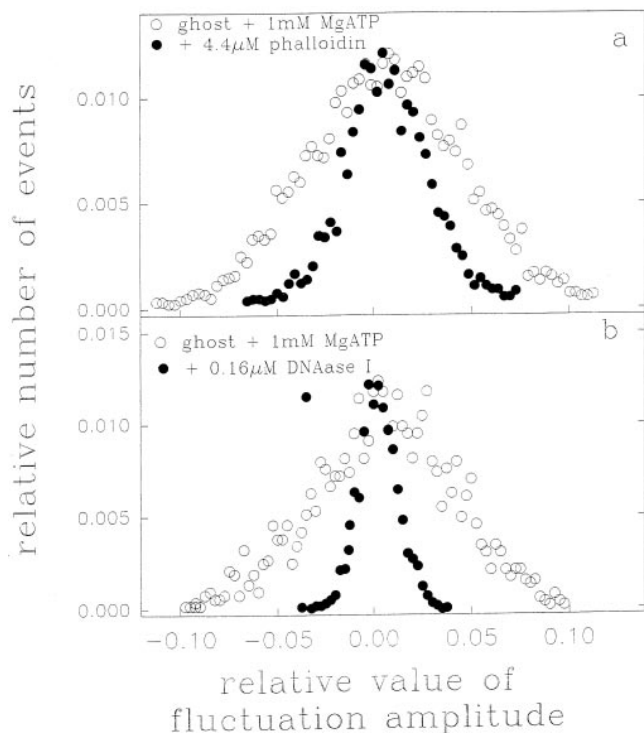 ghost + 1mM MgATP
+ 4.4μM phalloidin
a
0.010
0.005
0.000
relative number of events
ghost + 1mM MgATP
+ 0.16μM DNAase I
b
0.015
0.010
0.005
0.000
−0.10 −0.05 0.00 0.05 0.10
relative value of
fluctuation amplitude